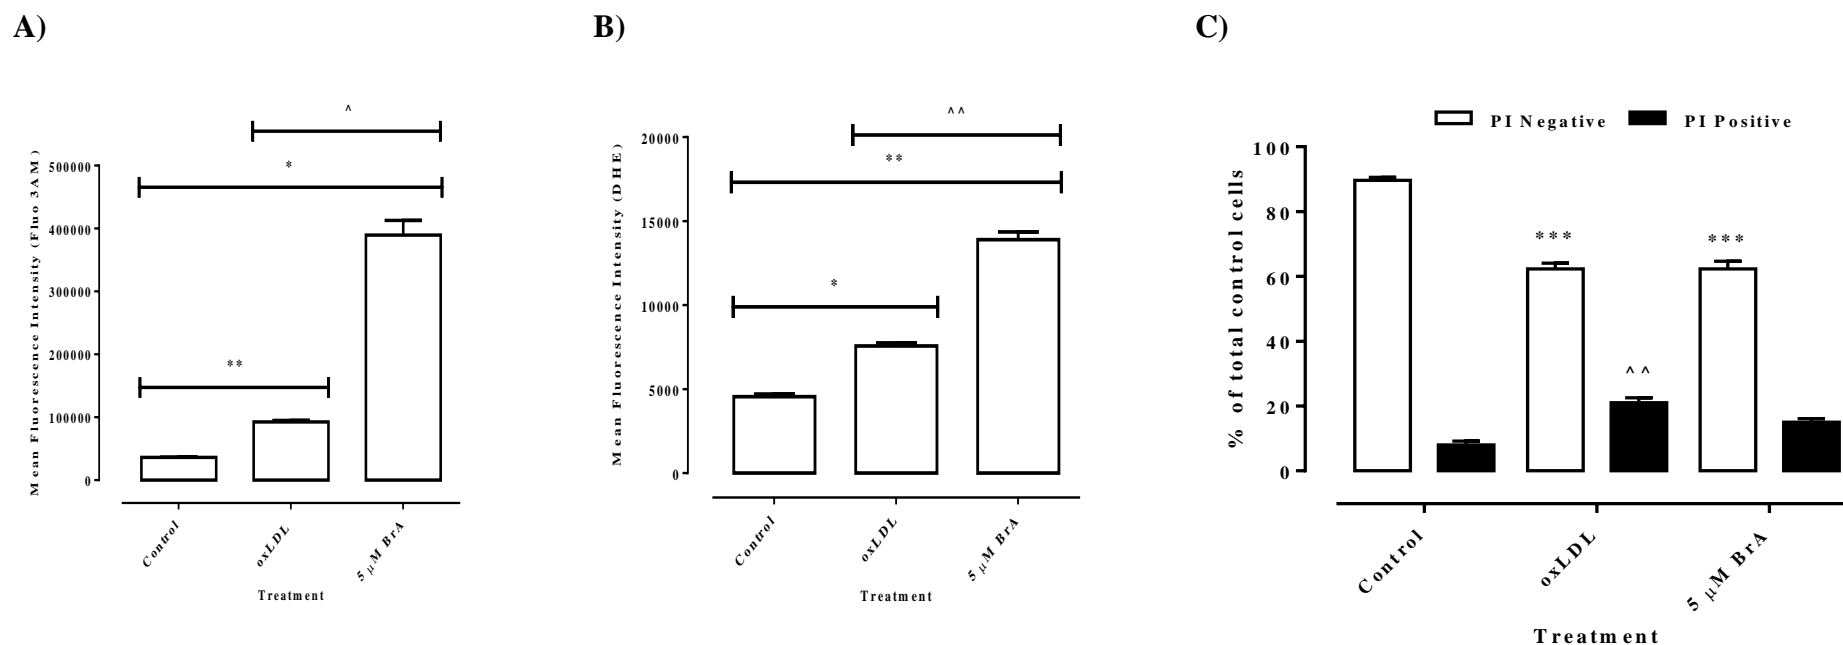 A)
^
*
**
Mean Fluorescence Intensity (Fluo 3AM)
500000
400000
300000
200000
100000
0
Control
oxLDL
5 µM BrA
Treatment
B)
^^
**
*
Mean Fluorescence Intensity (DHE)
20000
15000
10000
5000
0
Control
oxLDL
5 µM BrA
Treatment
C)
PI Negative PI Positive
% of total control cells
100
80
60
40
20
0
*** ***
^^
Control
oxLDL
5 µM BrA
Treatment